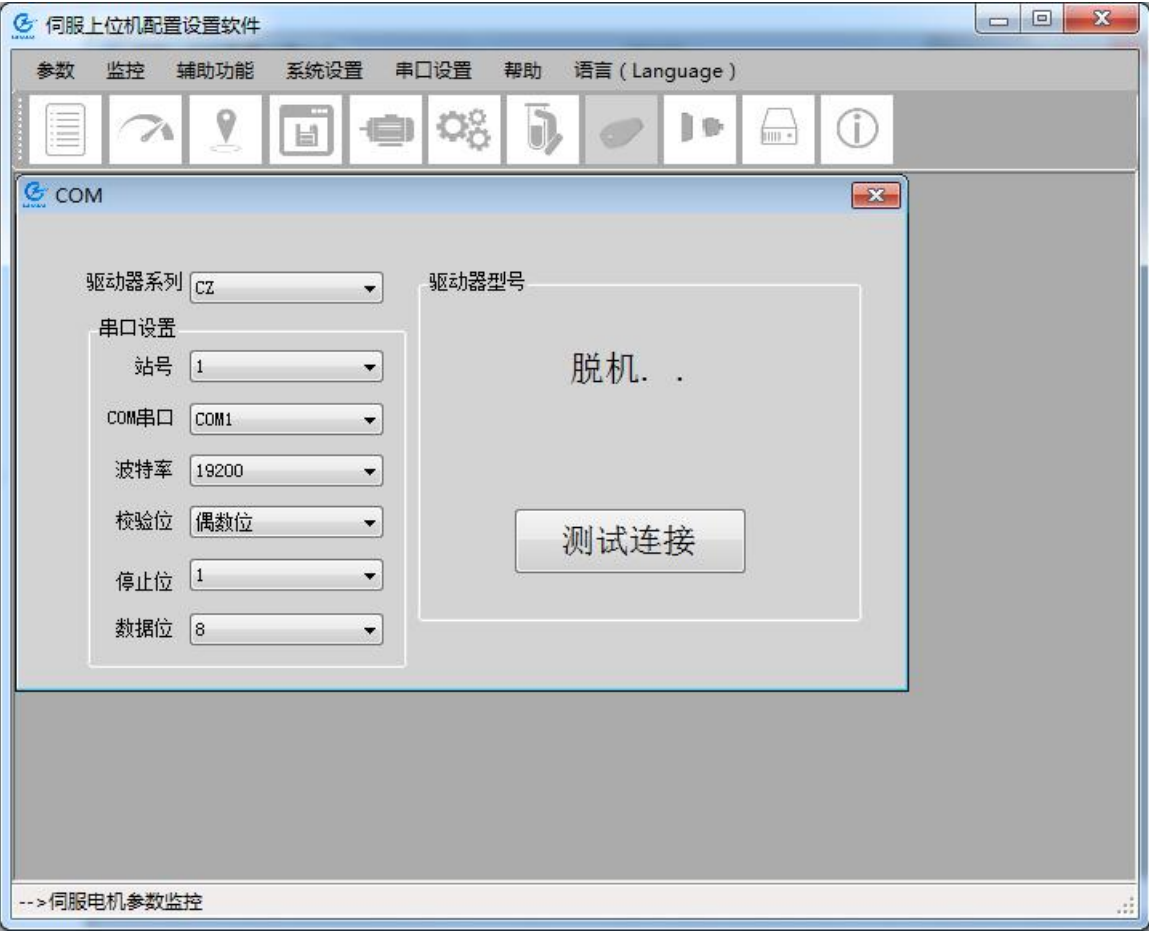 伺服上位机配置设置软件
参数 监控 辅助功能 系统设置 串口设置 帮助 语言(Language)
COM
驱动器系列 CZ
串口设置
站号 1
COM串口 COM1
波特率 19200
校验位 偶数位
停止位 1
数据位 8
驱动器型号
脱机. .
测试连接
-->伺服电机参数监控